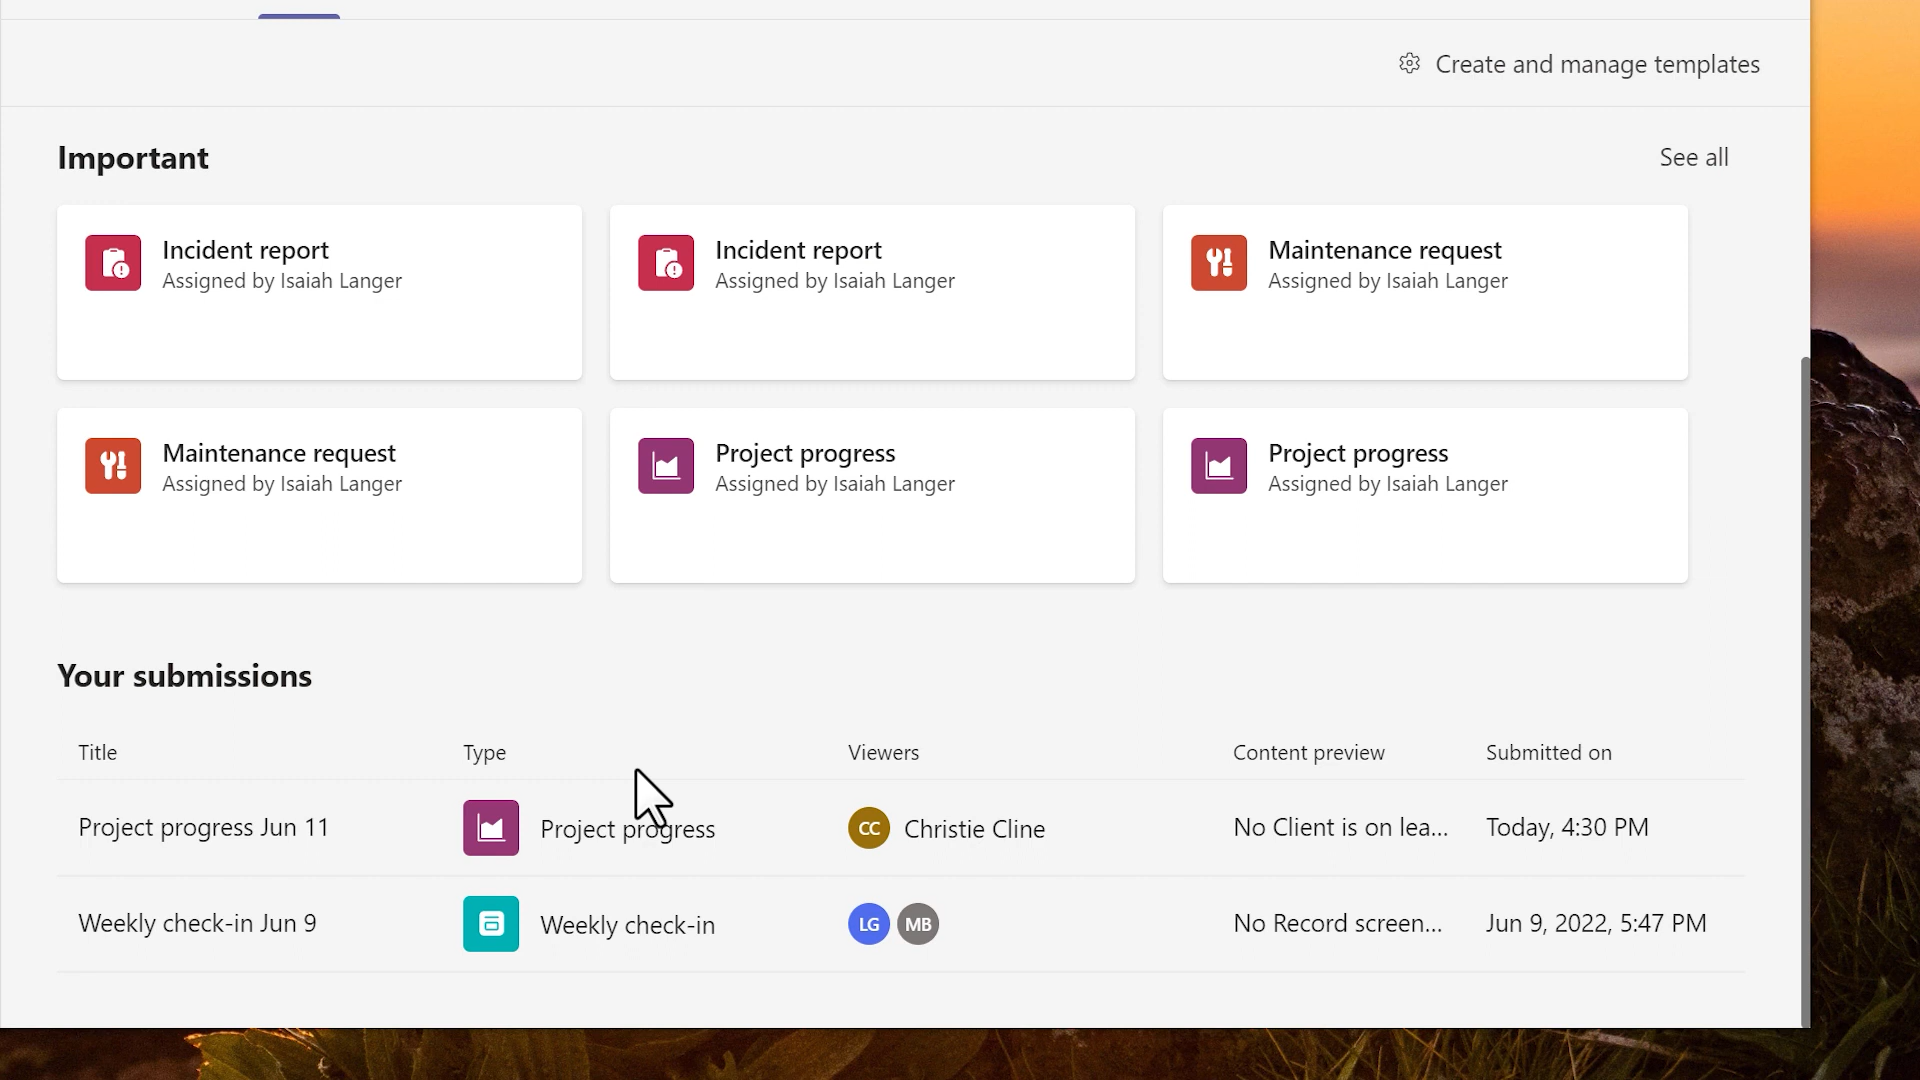 Create and manage templates
Important
See all
Incident report
Assigned by Isaiah Langer
Incident report
Assigned by Isaiah Langer
Maintenance request
Assigned by Isaiah Langer
Maintenance request
Assigned by Isaiah Langer
Project progress
Assigned by Isaiah Langer
Project progress
Assigned by Isaiah Langer
Your submissions
Title Type Viewers Content preview Submitted on
Project progress Jun 11 Project progress CC Christie Cline No Client is on lea... Today, 4:30 PM
Weekly check-in Jun 9 Weekly check-in LG MB No Record screen... Jun 9, 2022, 5:47 PM